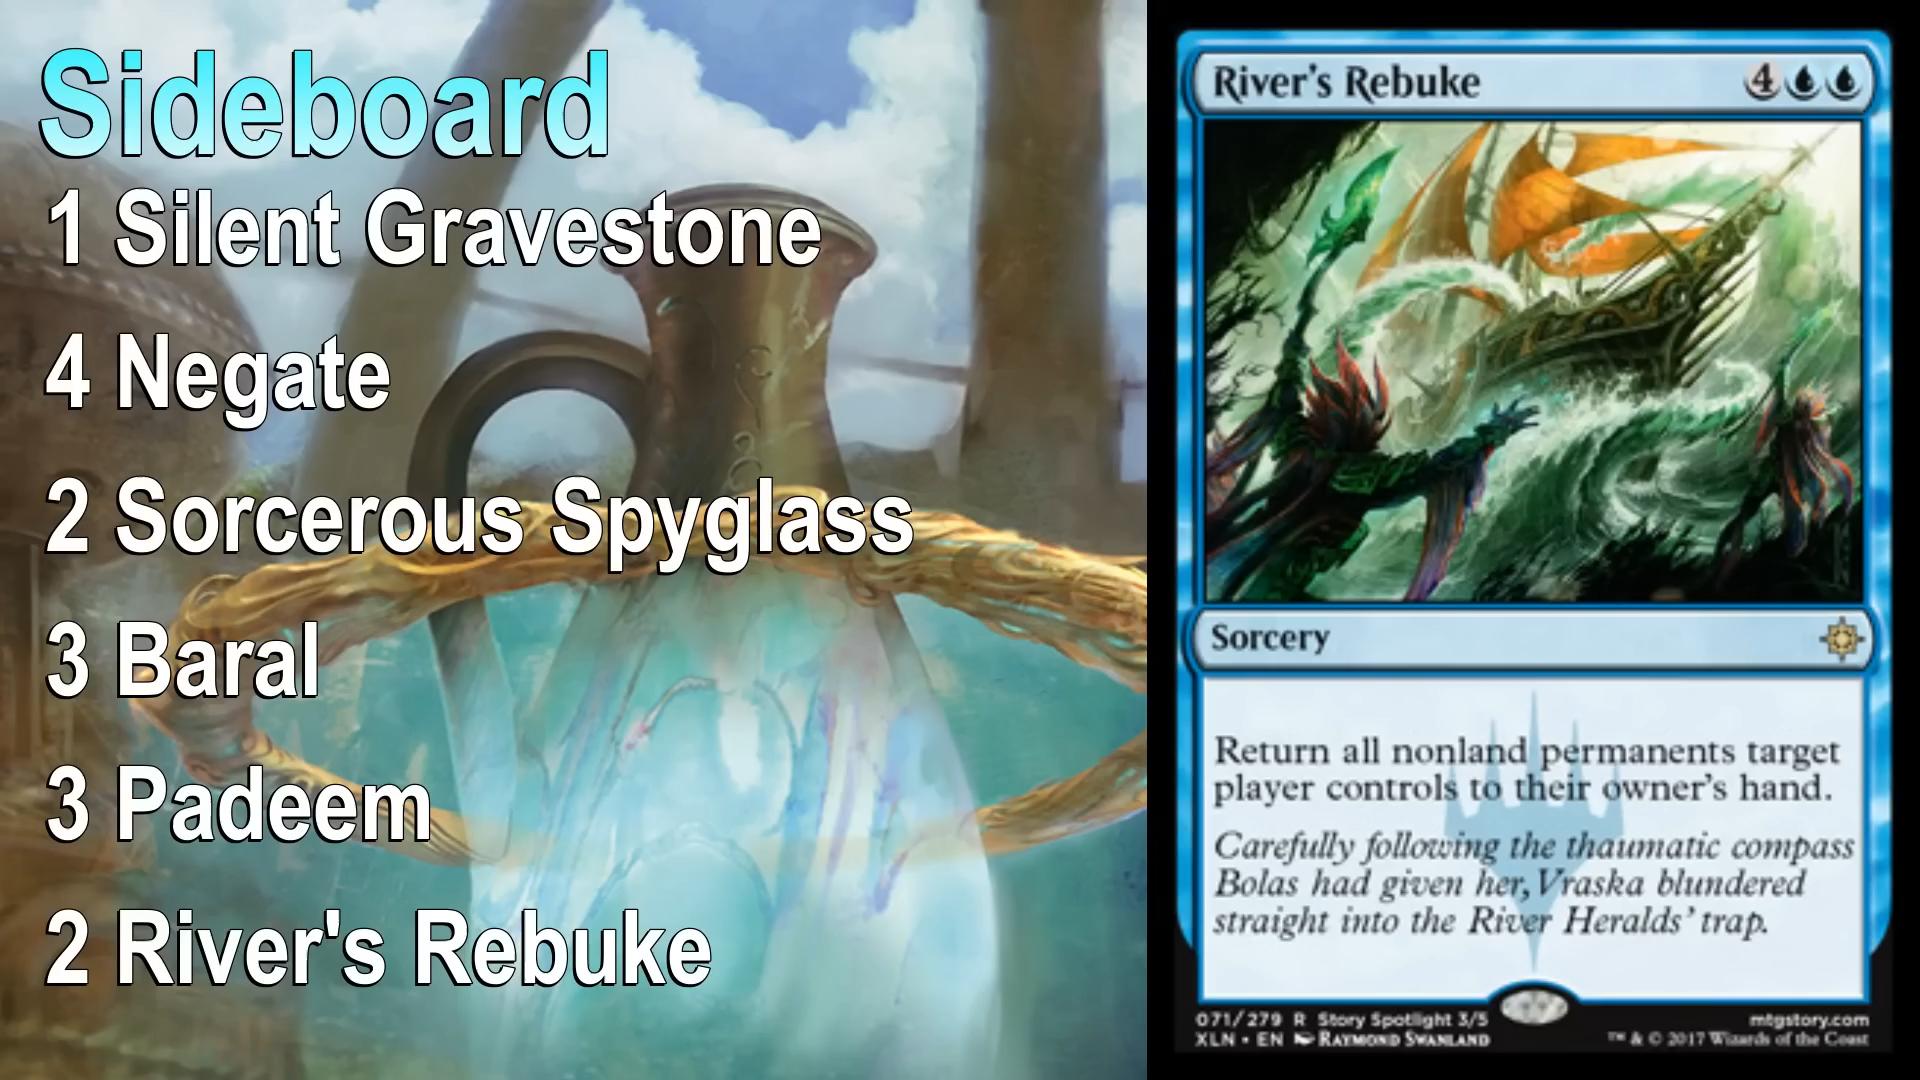 Sideboard
1 Silent Gravestone
4 Negate
2 Sorcerous Spyglass
3 Baral
3 Padeem
2 River's Rebuke
River's Rebuke 4
Sorcery
Return all nonland permanents target
player controls to their owner's hand.
Carefully following the thaumatic compass
Bolas had given her, Vraska blundered
straight into the River Heralds' trap.
071/279 R Story Spotlight 3/5
XLN • EN RAYMOND SWANLAND
mtgstory.com
™ & © 2017 Wizards of the Coast